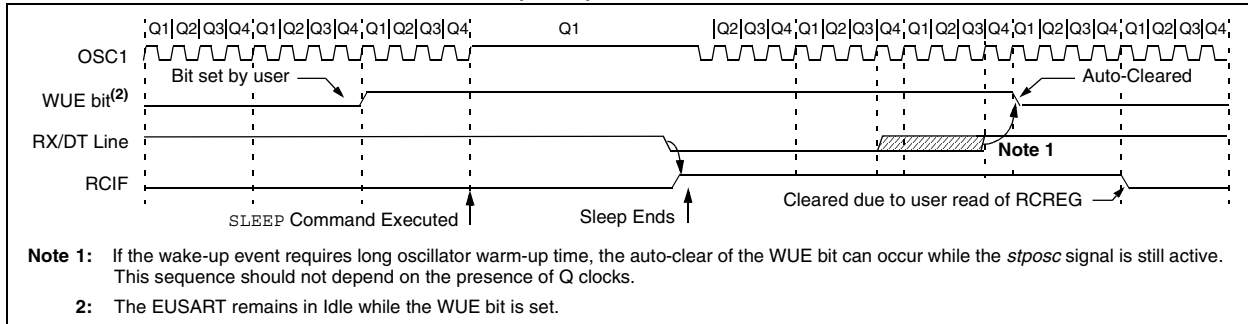 Q1 Q2 Q3 Q4 Q1 Q2 Q3 Q4 Q1 Q2 Q3 Q4 Q1 Q2 Q3 Q4 Q1 Q2 Q3 Q4 Q1 Q2 Q3 Q4 Q1 Q2 Q3 Q4 Q1 Q2 Q3 Q4
OSC1
Bit set by user
Auto-Cleared
WUE bit(2)
RX/DT Line
Note 1
RCIF
Cleared due to user read of RCREG
SLEEP Command Executed
Sleep Ends
Note 1: If the wake-up event requires long oscillator warm-up time, the auto-clear of the WUE bit can occur while the stposc signal is still active.
This sequence should not depend on the presence of Q clocks.
2: The EUSART remains in Idle while the WUE bit is set.